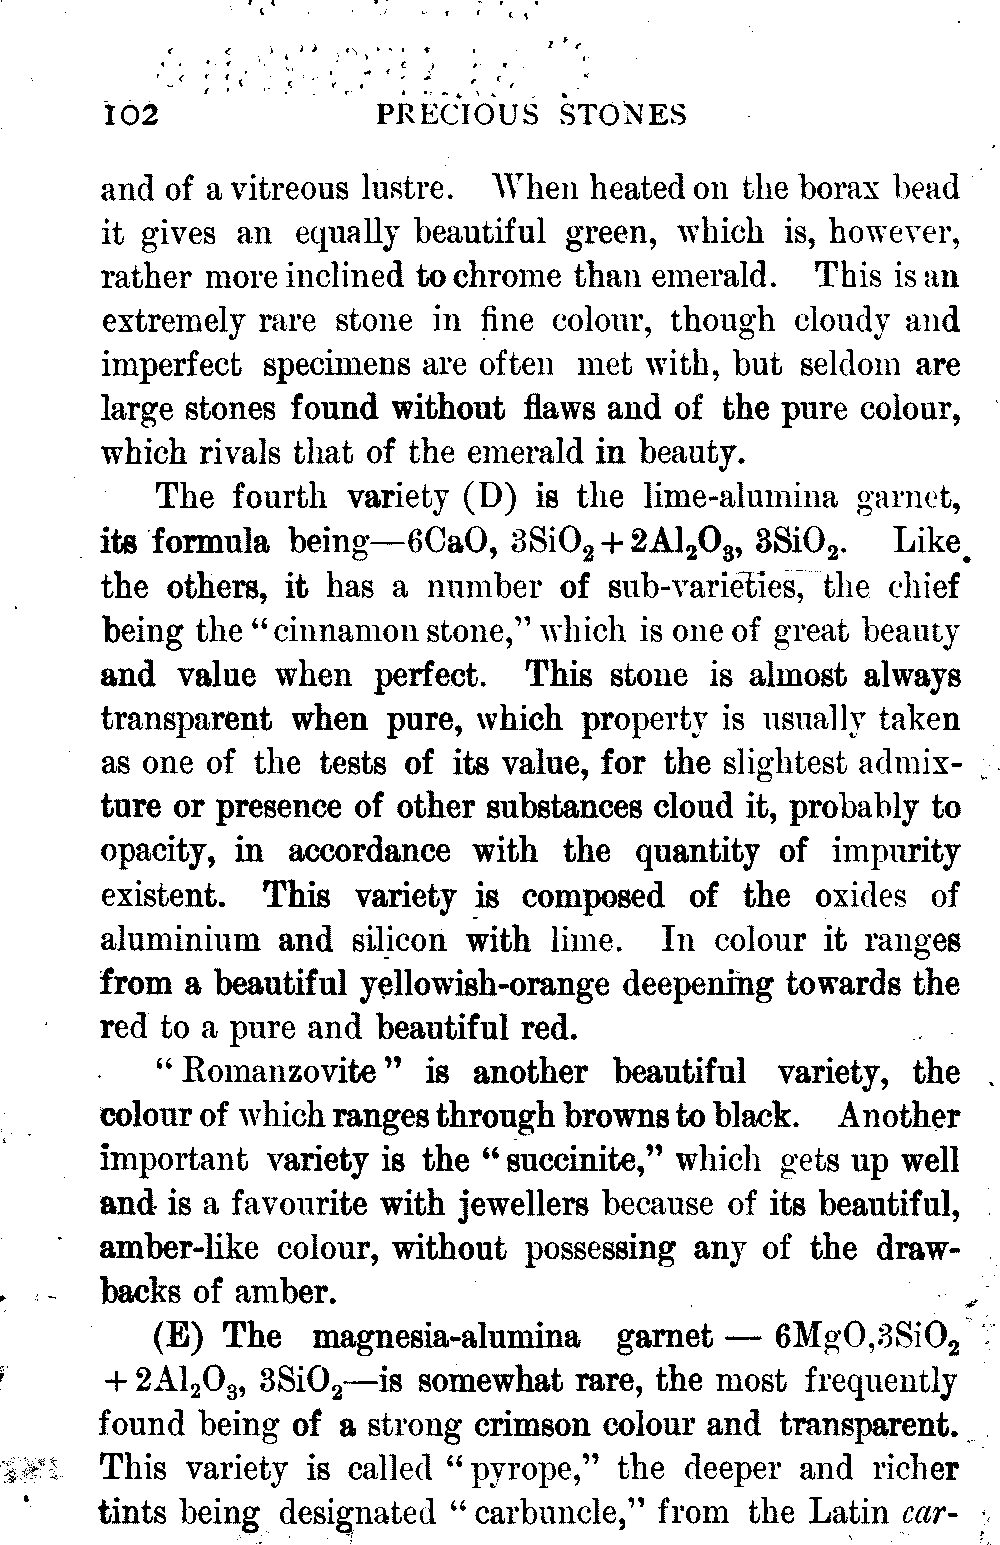 102 PRECIOUS STONES
and of a vitreous lustre. When heated on the borax bead
it gives an equally beautiful green, which is, however,
rather more inclined to chrome than emerald. This is an
extremely rare stone in fine colour, though cloudy and
imperfect specimens are often met with, but seldom are
large stones found without flaws and of the pure colour,
which rivals that of the emerald in beauty.
The fourth variety (D) is the lime-alumina garnet,
its formula being—6CaO, 3SiO₂ + 2Al₂O₃, 3SiO₂. Like
the others, it has a number of sub-varieties, the chief
being the "cinnamon stone," which is one of great beauty
and value when perfect. This stone is almost always
transparent when pure, which property is usually taken
as one of the tests of its value, for the slightest admix-
ture or presence of other substances cloud it, probably to
opacity, in accordance with the quantity of impurity
existent. This variety is composed of the oxides of
aluminium and silicon with lime. In colour it ranges
from a beautiful yellowish-orange deepening towards the
red to a pure and beautiful red.
"Romanzovite" is another beautiful variety, the
colour of which ranges through browns to black. Another
important variety is the "succinite," which gets up well
and is a favourite with jewellers because of its beautiful,
amber-like colour, without possessing any of the draw-
backs of amber.
(E) The magnesia-alumina garnet — 6MgO,3SiO₂
+ 2Al₂O₃, 3SiO₂—is somewhat rare, the most frequently
found being of a strong crimson colour and transparent.
This variety is called "pyrope," the deeper and richer
tints being designated "carbuncle," from the Latin car-